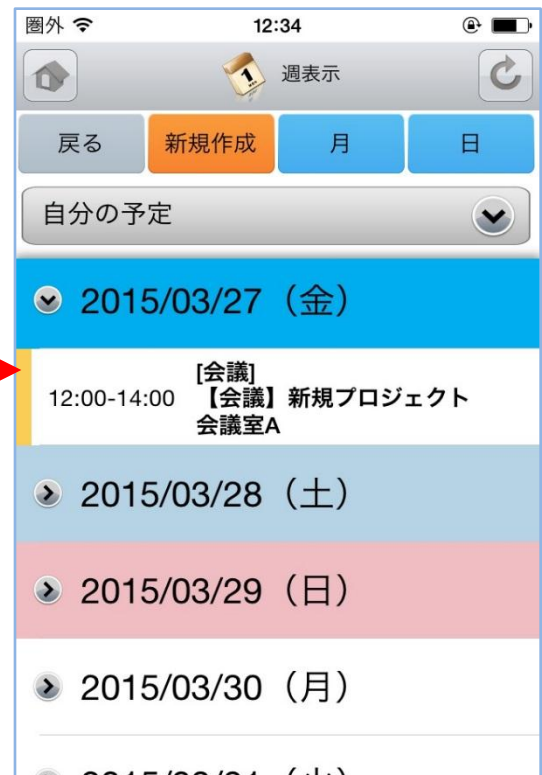 圏外 12:34
週表示
戻る 新規作成 月 日
自分の予定
2015/03/27（金）
[会議]
12:00-14:00 【会議】新規プロジェクト
会議室A
2015/03/28（土）
2015/03/29（日）
2015/03/30（月）